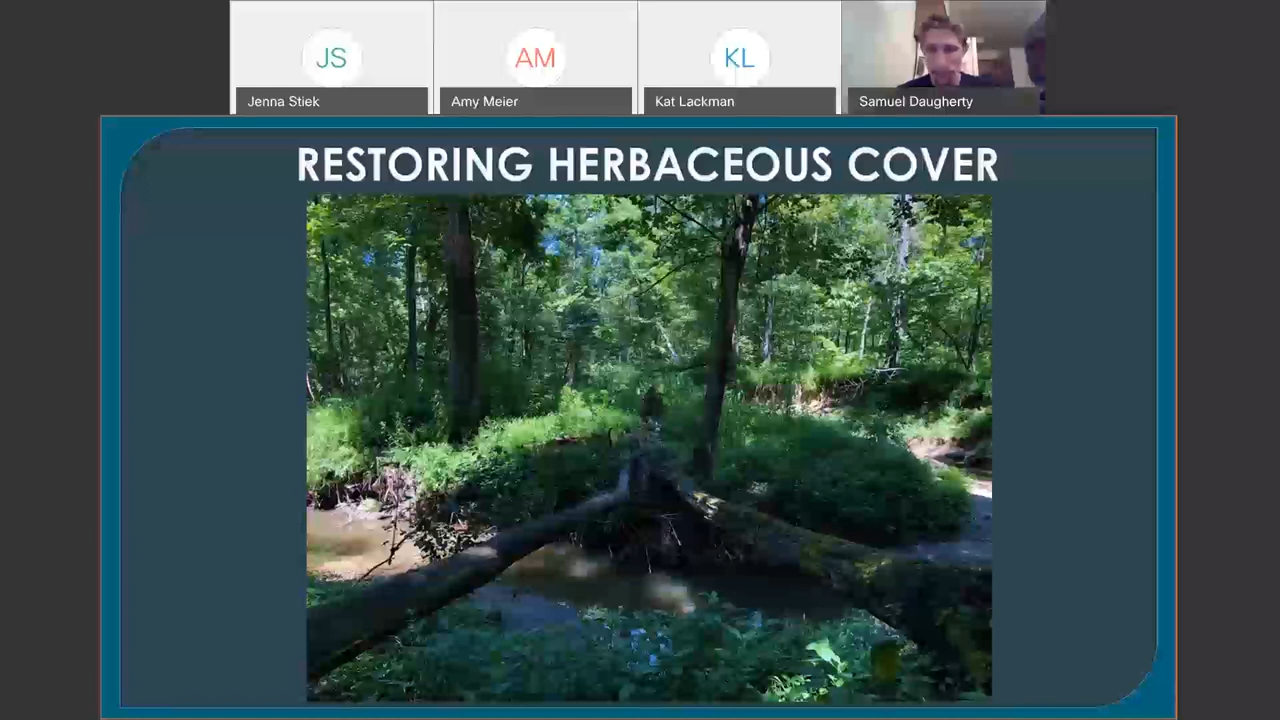 JS
AM
KL
Jenna Stiek
Amy Meier
Kat Lackman
Samuel Daugherty
RESTORING HERBACEOUS COVER